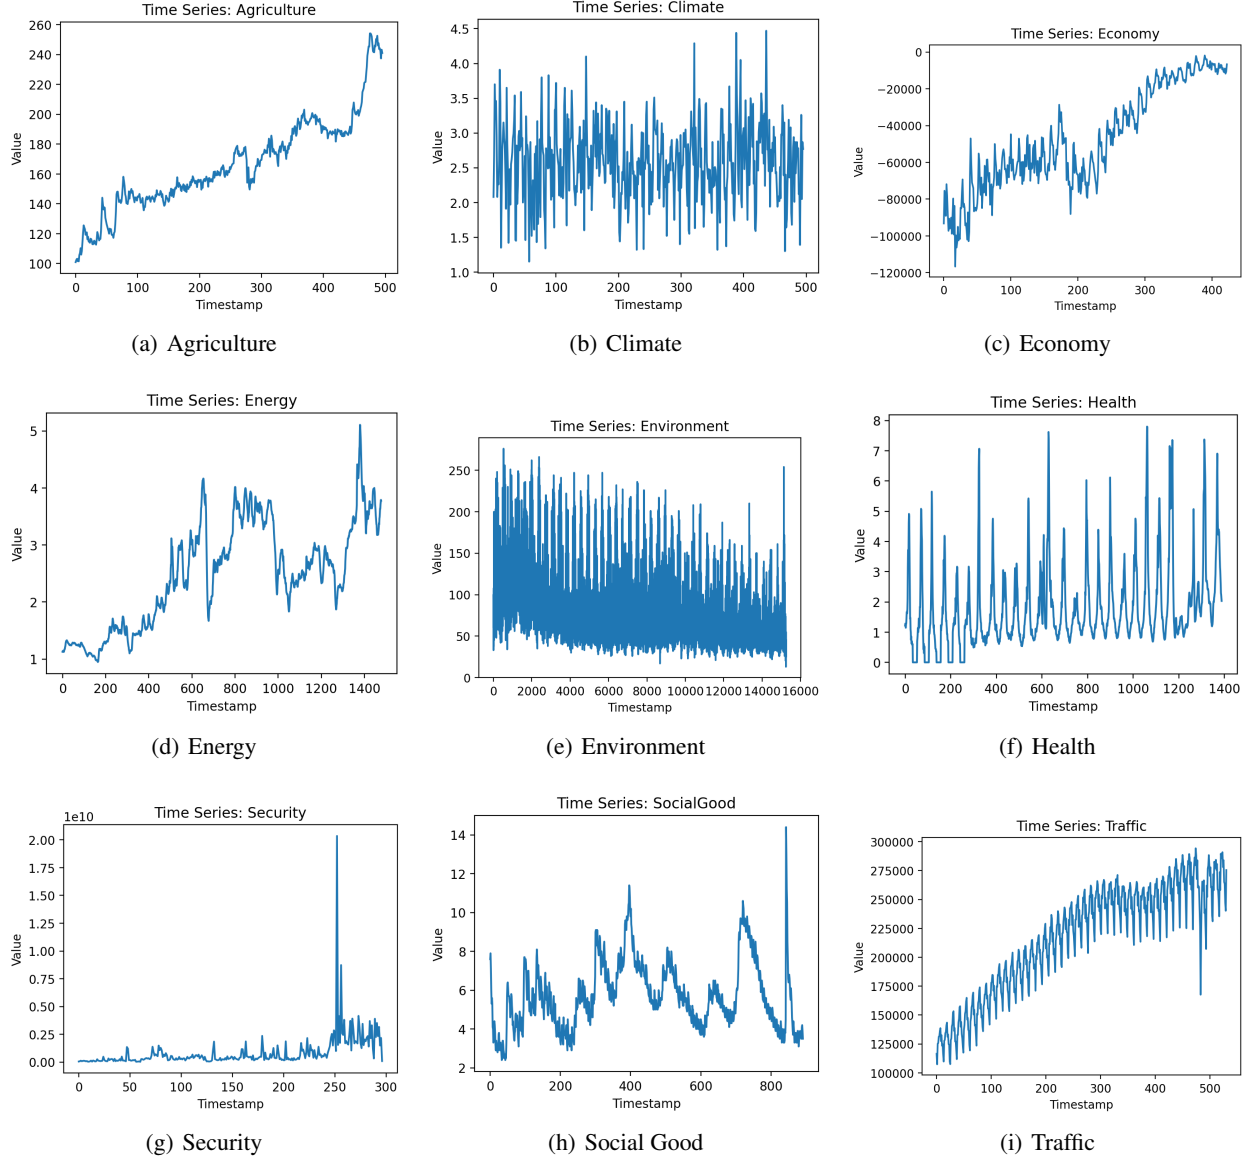 Time Series: Agriculture
Value
260
240
220
200
180
160
140
120
100
0 100 200 300 400 500
Timestamp
(a) Agriculture
Time Series: Climate
Value
4.5
4.0
3.5
3.0
2.5
2.0
1.5
1.0
0 100 200 300 400 500
Timestamp
(b) Climate
Time Series: Economy
Value
0
−20000
−40000
−60000
−80000
−100000
−120000
0 100 200 300 400
Timestamp
(c) Economy
Time Series: Energy
Value
5
4
3
2
1
0 200 400 600 800 1000 1200 1400
Timestamp
(d) Energy
Time Series: Environment
Value
250
200
150
100
50
0
0 2000 4000 6000 8000 10000 12000 14000 16000
Timestamp
(e) Environment
Time Series: Health
Value
8
7
6
5
4
3
2
1
0
0 200 400 600 800 1000 1200 1400
Timestamp
(f) Health
Time Series: Security
1e10
Value
2.00
1.75
1.50
1.25
1.00
0.75
0.50
0.25
0.00
0 50 100 150 200 250 300
Timestamp
(g) Security
Time Series: SocialGood
Value
14
12
10
8
6
4
2
0 200 400 600 800
Timestamp
(h) Social Good
Time Series: Traffic
Value
300000
275000
250000
225000
200000
175000
150000
125000
100000
0 100 200 300 400 500
Timestamp
(i) Traffic